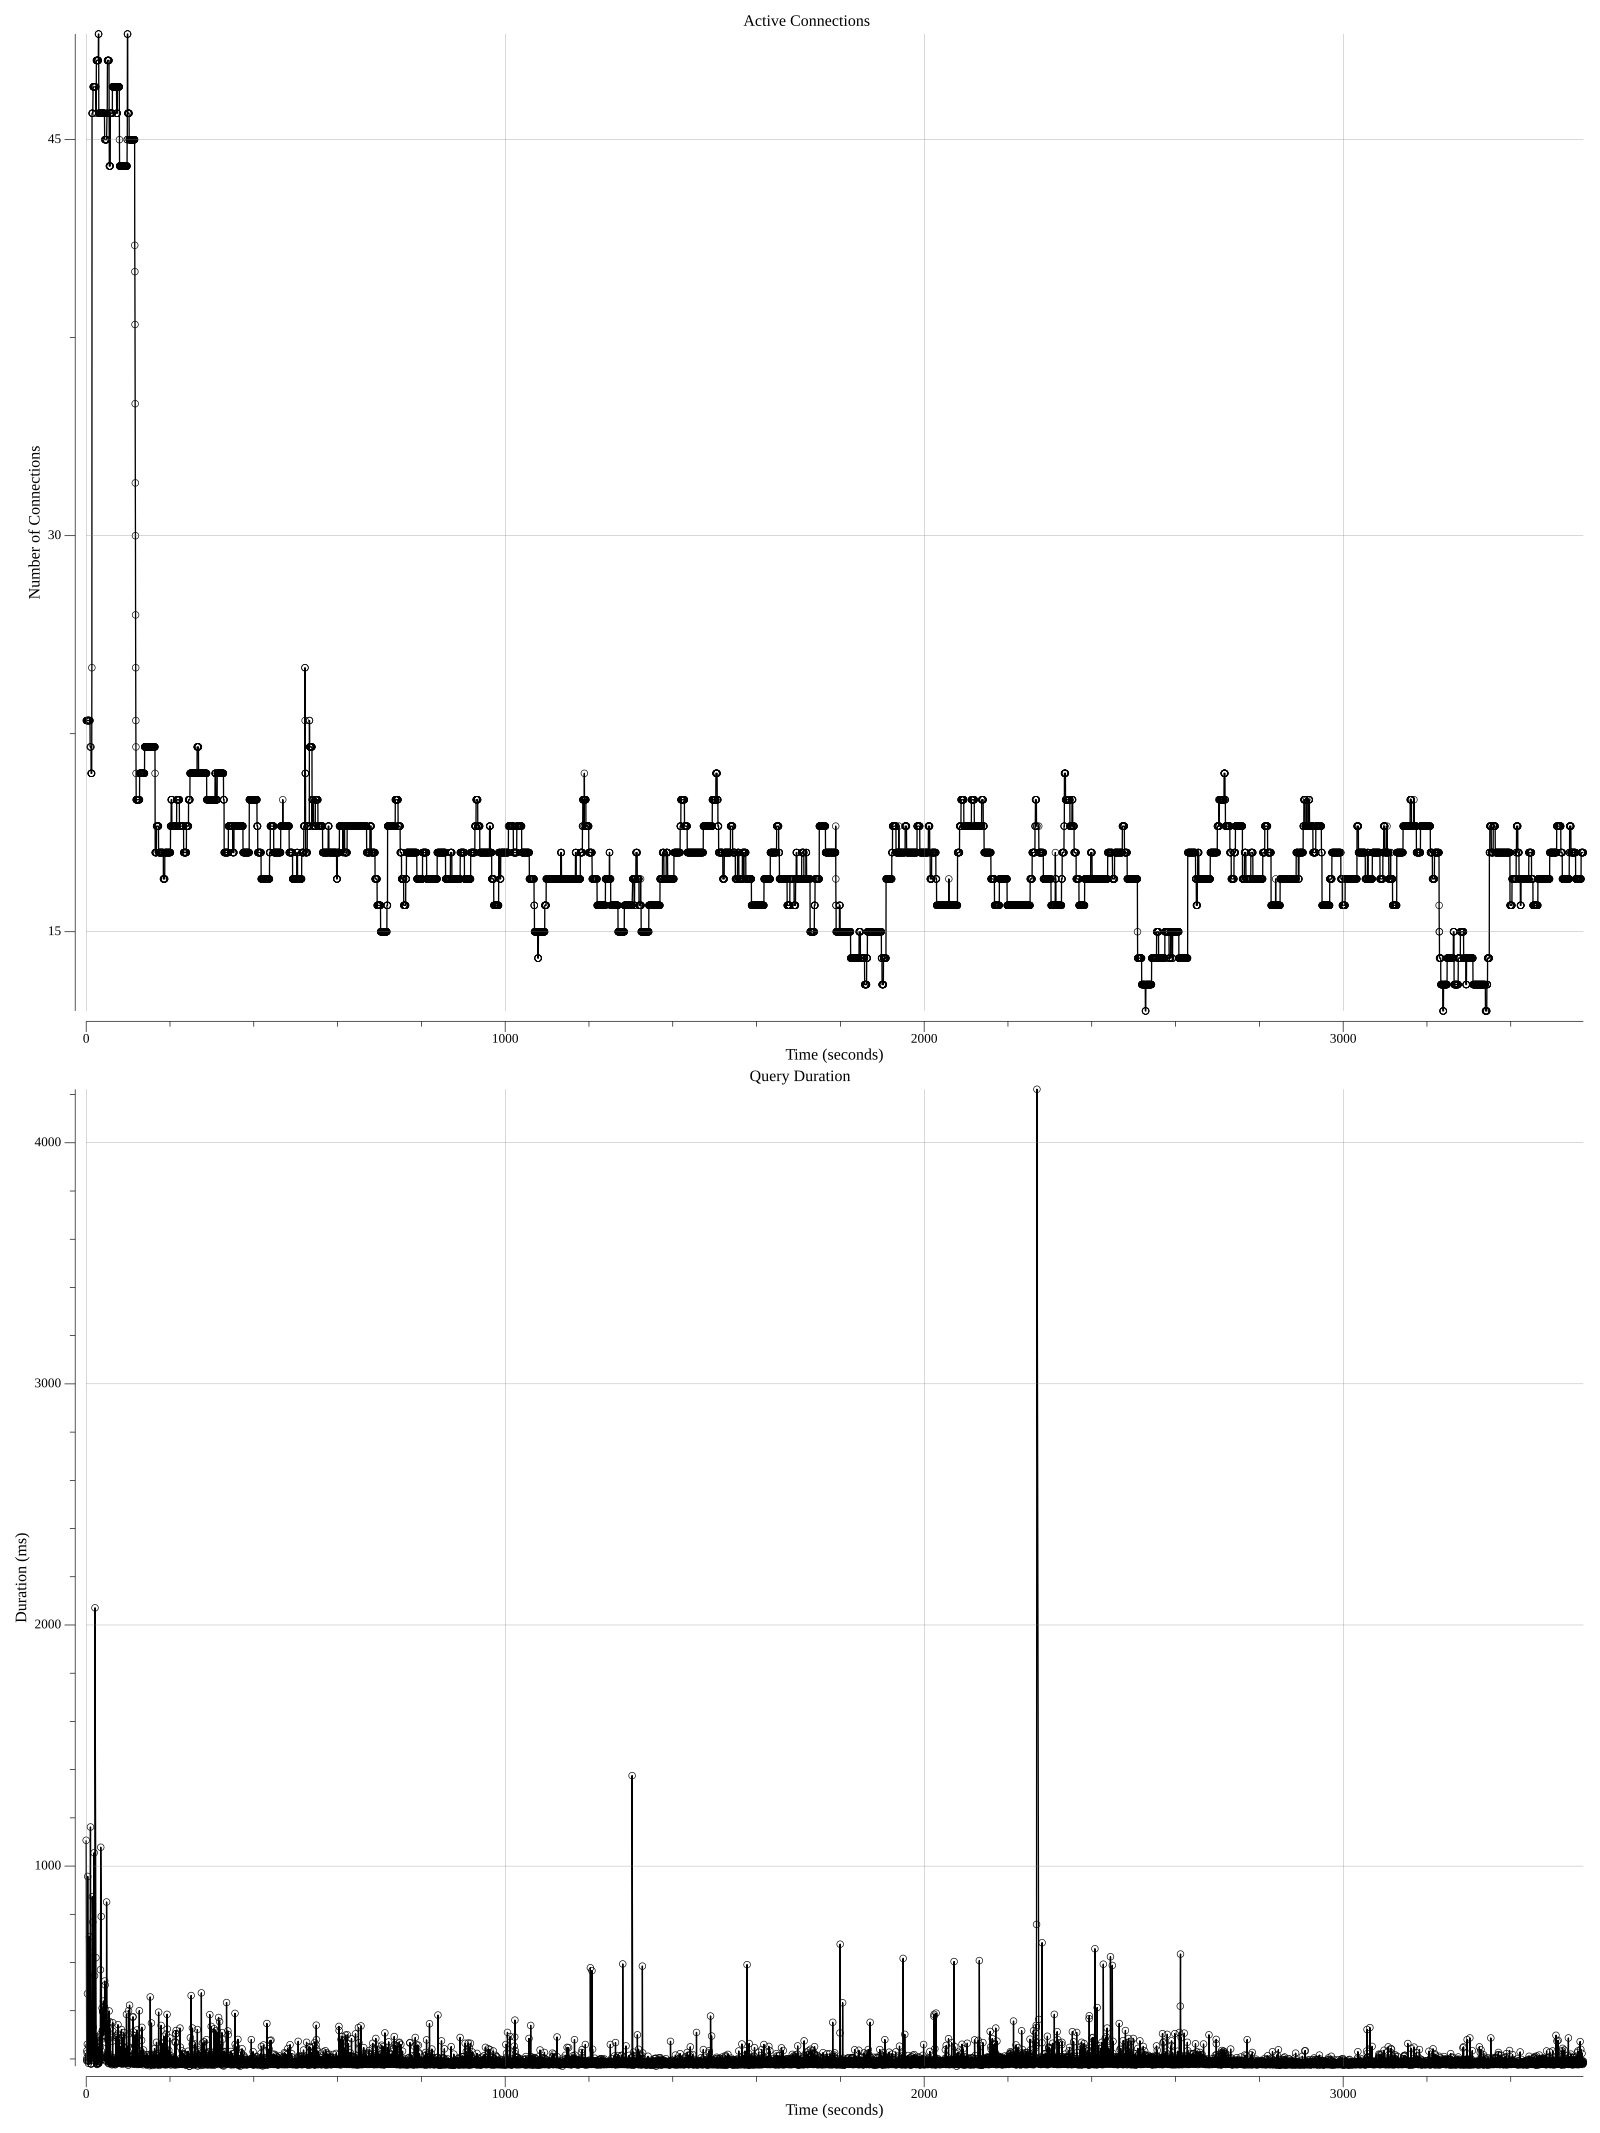 Active Connections
Number of Connections
45
30
15
0 1000 2000 3000
Time (seconds)
Query Duration
Duration (ms)
4000
3000
2000
1000
0 1000 2000 3000
Time (seconds)